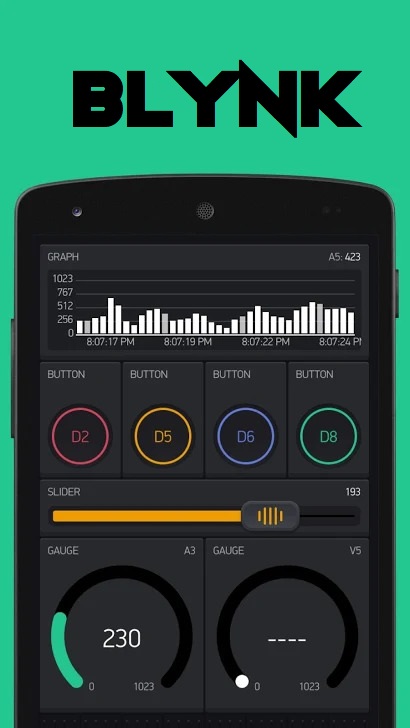 BLYNK
GRAPH A5: 423
1023
767
512
256
0
8:07:17 PM 8:07:19 PM 8:07:22 PM 8:07:24 P
BUTTON BUTTON BUTTON BUTTON
D2 D5 D6 D8
SLIDER 193
GAUGE A3 GAUGE V5
230 ----
0 1023 0 1023